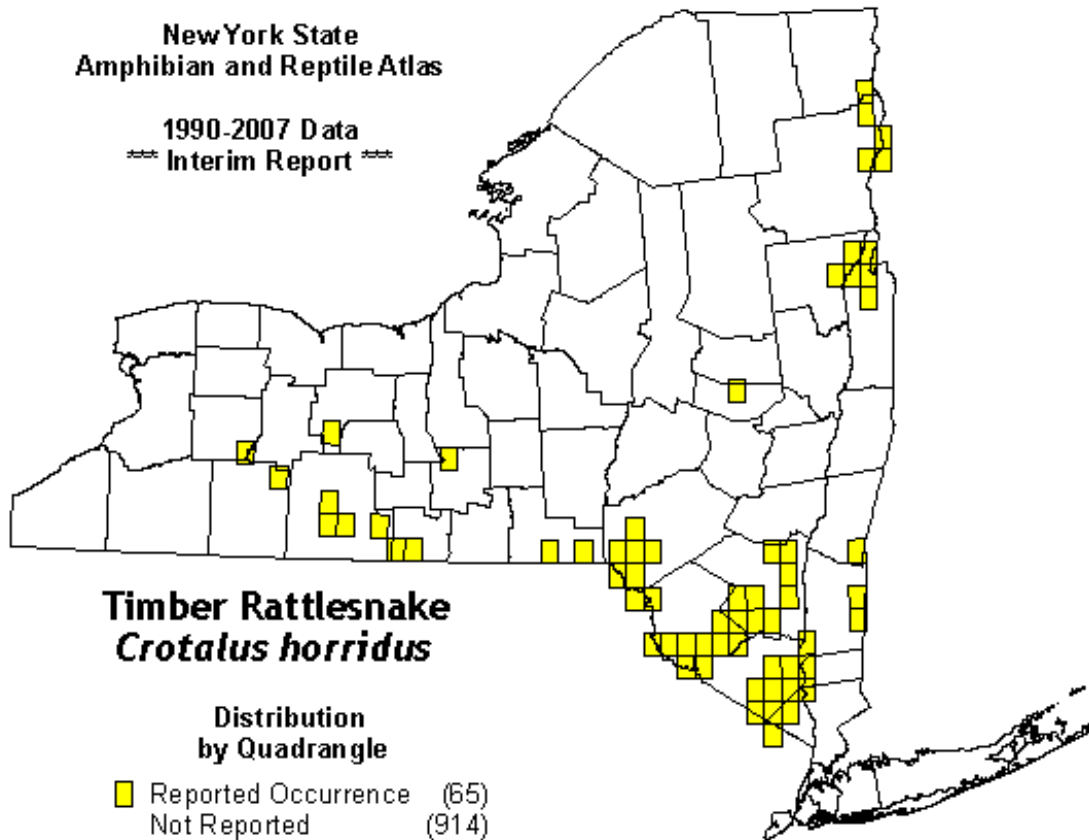 New York State
Amphibian and Reptile Atlas
1990-2007 Data
*** Interim Report ***
Timber Rattlesnake
Crotalus horridus
Distribution
by Quadrangle
Reported Occurrence (65)
Not Reported (914)